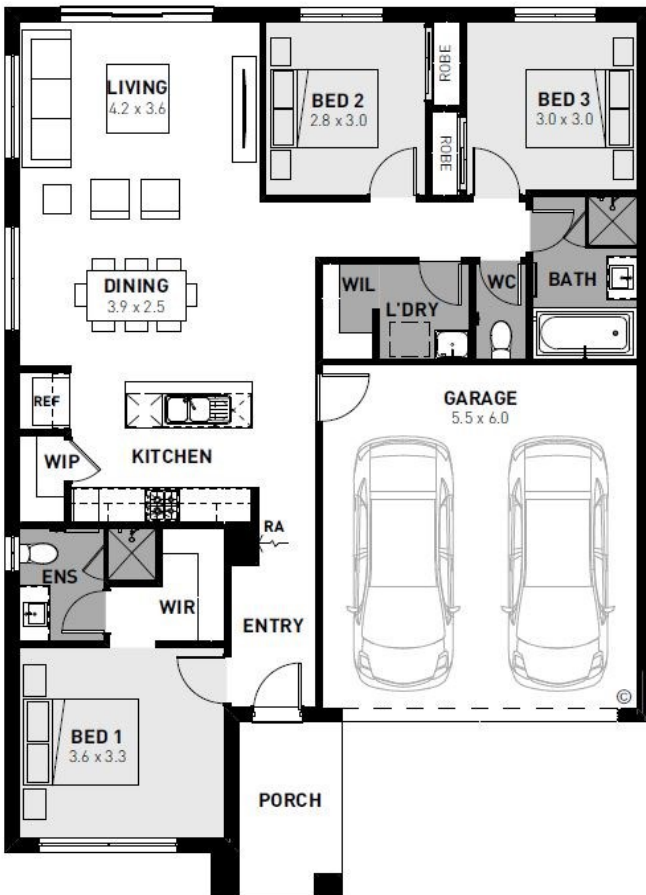 LIVING
4.2 x 3.6
BED 2
2.8 x 3.0
ROBE
ROBE
BED 3
3.0 x 3.0
DINING
3.9 x 2.5
WIL
L'DRY
WC
BATH
REF
WIP
KITCHEN
GARAGE
5.5 x 6.0
RA
ENS
WIR
ENTRY
©
BED 1
3.6 x 3.3
PORCH